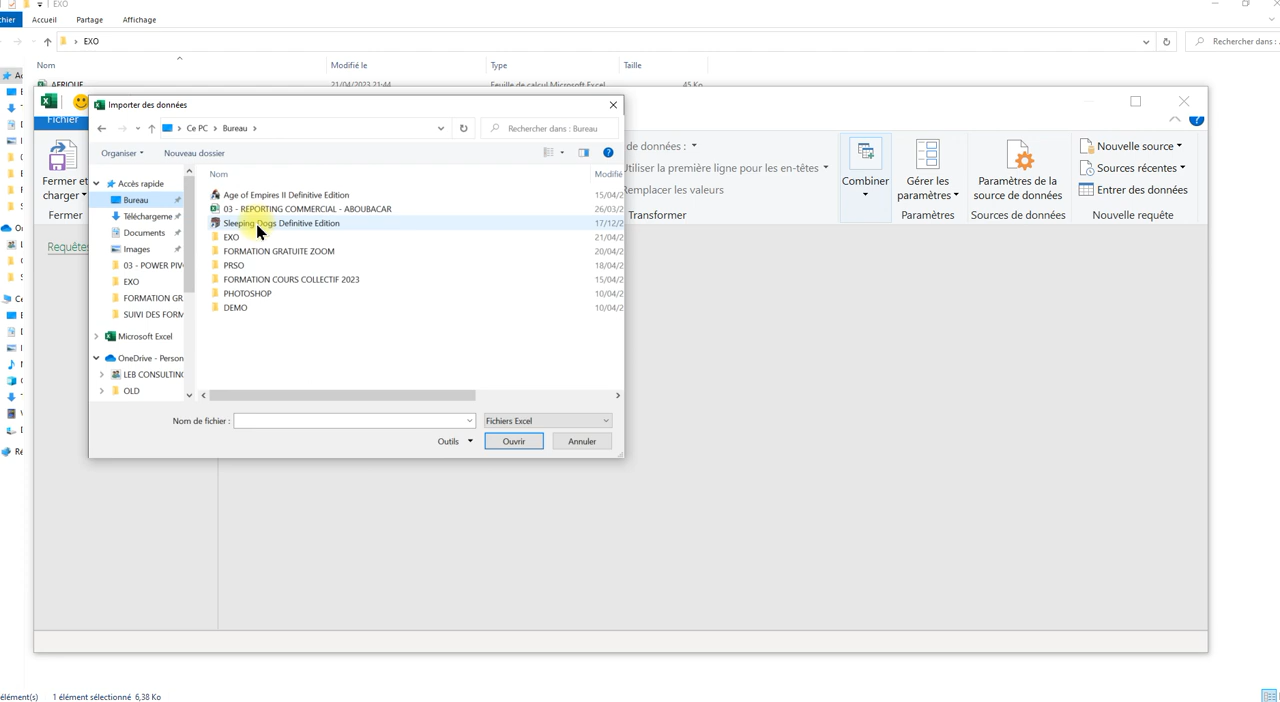 EXO
chier Accueil Partage Affichage
EXO
Rechercher dans :
Nom Modifié le Type Taille
AFRIQUE 21/04/2023 21:44 Feuille de calcul Microsoft Excel 45 Ko
Importer des données
Fichier
Ce PC Bureau
Rechercher dans : Bureau
Organiser Nouveau dossier
Nom Modifié
Accès rapide
Bureau
Téléchargeme
Documents
Images
03 - POWER PIV
EXO
FORMATION GR
SUIVI DES FORM
Microsoft Excel
OneDrive - Person
LEB CONSULTING
OLD
Age of Empires II Definitive Edition 15/04/2
03 - REPORTING COMMERCIAL - ABOUBACAR 26/03/2
Sleeping Dogs Definitive Edition 17/12/2
EXO 21/04/2
FORMATION GRATUITE ZOOM 20/04/2
PRSO 18/04/2
FORMATION COURS COLLECTIF 2023 15/04/2
PHOTOSHOP 10/04/2
DEMO 10/04/2
Nom de fichier :
Fichiers Excel
Outils Ouvrir Annuler
Fermer et
charger
Fermer
Requêtes
de données :
Utiliser la première ligne pour les en-têtes
Remplacer les valeurs
Transformer
Combiner
Gérer les
paramètres
Paramètres
Paramètres de la
source de données
Sources de données
Nouvelle source
Sources récentes
Entrer des données
Nouvelle requête
élément(s) 1 élément sélectionné 6,38 Ko